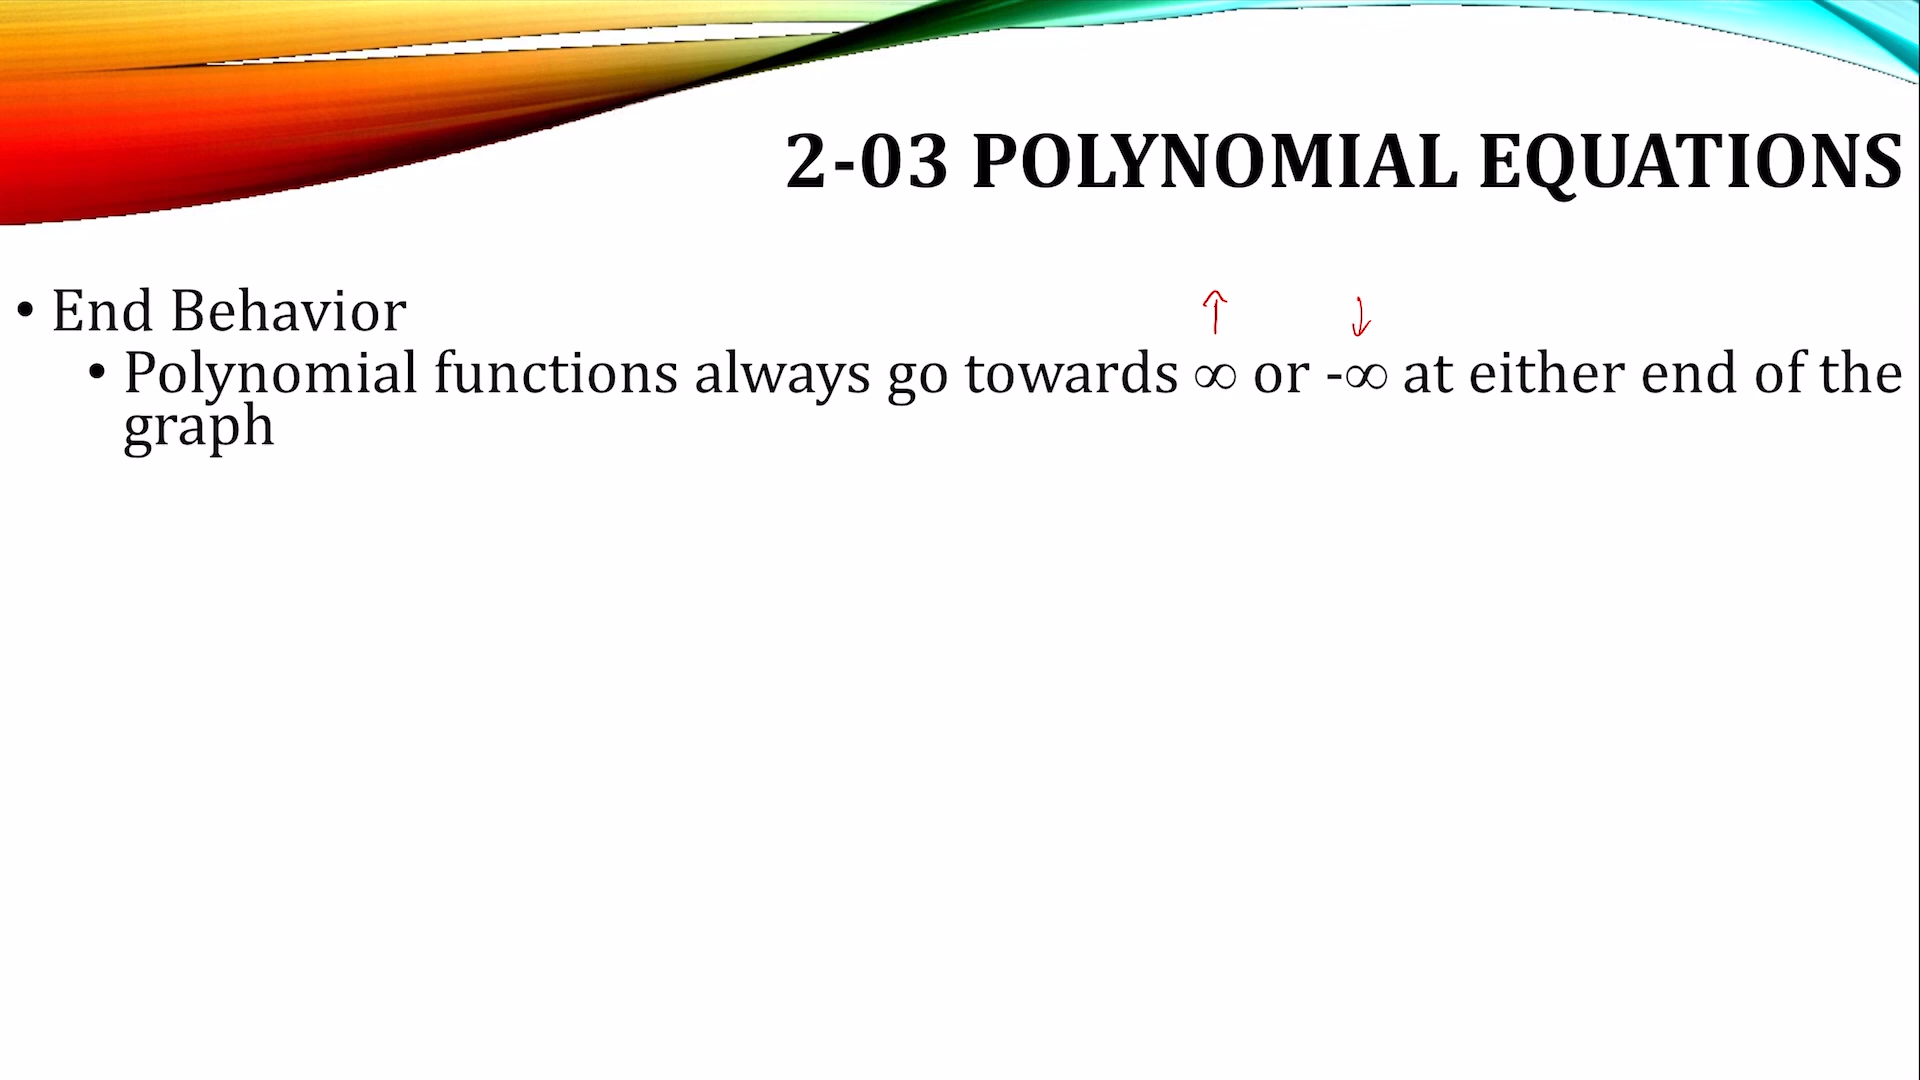 2-03 POLYNOMIAL EQUATIONS
↑ ↓
• End Behavior
• Polynomial functions always go towards ∞ or -∞ at either end of the
graph